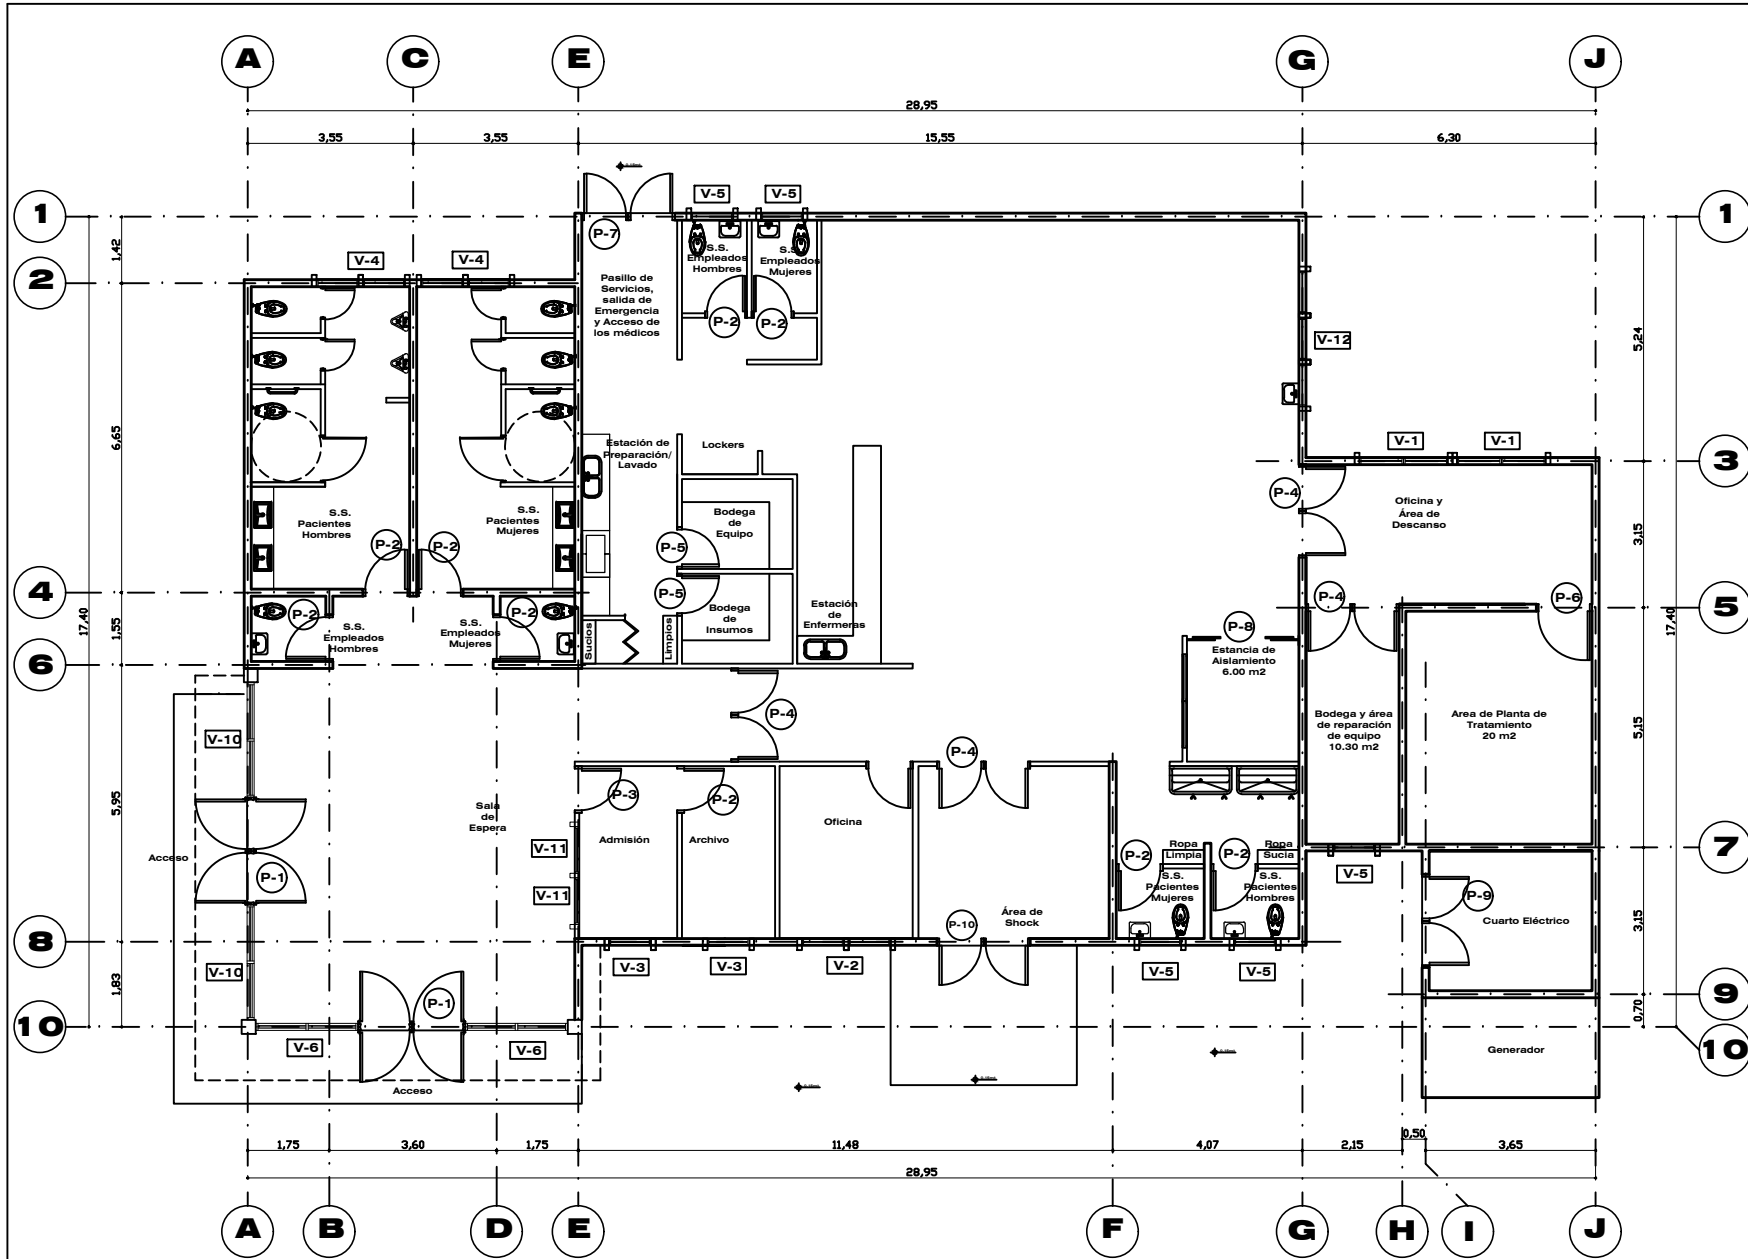 A
C
E
G
J
28,95
3,55
3,55
15,55
6,30
1
1
2
3
4
5
6
7
8
9
10
10
1,42
6,65
1,55
5,95
1,83
17,40
5,24
3,15
5,15
3,15
0,70
17,40
V-5
V-5
P-7
V-4
V-4
S.S.
Empleados
Hombres
S.S.
Empleados
Mujeres
Pasillo de
Servicios,
salida de
Emergencia
y Acceso de
los médicos
P-2
P-2
V-12
V-1
V-1
Estación de
Preparación/
Lavado
Lockers
P-4
Oficina y
Área de
Descanso
S.S.
Pacientes
Hombres
S.S.
Pacientes
Mujeres
Bodega
de
Equipo
P-2
P-2
P-5
P-5
P-2
P-2
S.S.
Empleados
Hombres
S.S.
Empleados
Mujeres
Sucios
Limpios
Bodega
de
Insumos
Estación
de
Enfermeras
P-4
P-6
P-8
Estancia de
Aislamiento
6.00 m2
P-4
P-4
Bodega y área
de reparación
de equipo
10.30 m2
Area de Planta de
Tratamiento
20 m2
V-10
P-3
P-2
Sala
de
Espera
Admisión
Archivo
Oficina
V-11
V-11
Acceso
P-1
P-2
Ropa
Limpia
P-2
Ropa
Sucia
S.S.
Pacientes
Mujeres
S.S.
Pacientes
Hombres
V-5
P-9
Cuarto Eléctrico
P-10
Área de
Shock
V-10
V-3
V-3
V-2
V-5
V-5
P-1
V-6
V-6
Acceso
Generador
1,75
3,60
1,75
11,48
4,07
2,15
0,50
3,65
28,95
A
B
D
E
F
G
H
I
J